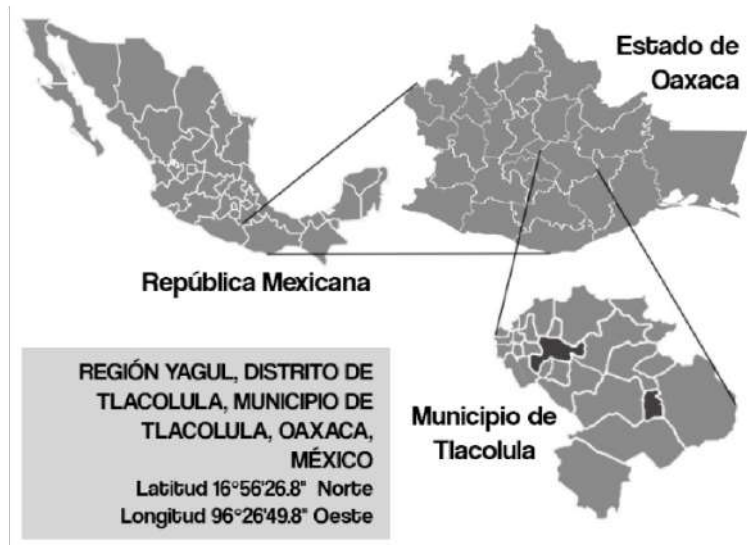 Estado de
Oaxaca
República Mexicana
Municipio de
Tlacolula
REGIÓN YAGUL, DISTRITO DE
TLACOLULA, MUNICIPIO DE
TLACOLULA, OAXACA,
MÉXICO
Latitud 16°56'26.8" Norte
Longitud 96°26'49.8" Oeste